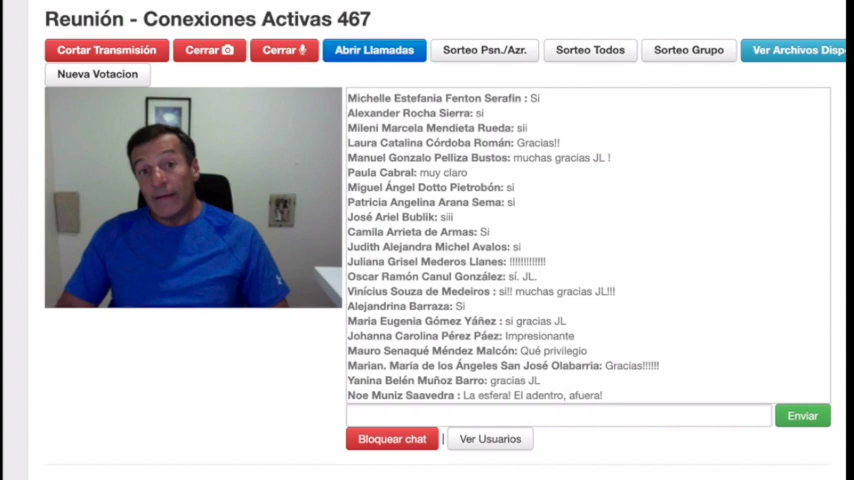 Reunión - Conexiones Activas 467
Cortar Transmisión Cerrar Cerrar Abrir Llamadas Sorteo Psn./Azr. Sorteo Todos Sorteo Grupo Ver Archivos Disp
Nueva Votacion
Michelle Estefania Fenton Serafin : Si
Alexander Rocha Sierra: si
Mileni Marcela Mendieta Rueda: sii
Laura Catalina Córdoba Román: Gracias!!
Manuel Gonzalo Pelliza Bustos: muchas gracias JL !
Paula Cabral: muy claro
Miguel Ángel Dotto Pietrobón: si
Patricia Angelina Arana Sema: si
José Ariel Bublik: siii
Camila Arrieta de Armas: Si
Judith Alejandra Michel Avalos: si
Juliana Grisel Mederos Llanes: !!!!!!!!!!!!!
Oscar Ramón Canul González: sí. JL.
Vinícius Souza de Medeiros : si!! muchas gracias JL!!!
Alejandrina Barraza: Si
Maria Eugenia Gómez Yáñez : si gracias JL
Johanna Carolina Pérez Páez: Impresionante
Mauro Senaqué Méndez Malcón: Qué privilegio
Marian. Maria de los Ángeles San José Olabarria: Gracias!!!!!!
Yanina Belén Muñoz Barro: gracias JL
Noe Muniz Saavedra : La esfera! El adentro, afuera!
Enviar
Bloquear chat | Ver Usuarios